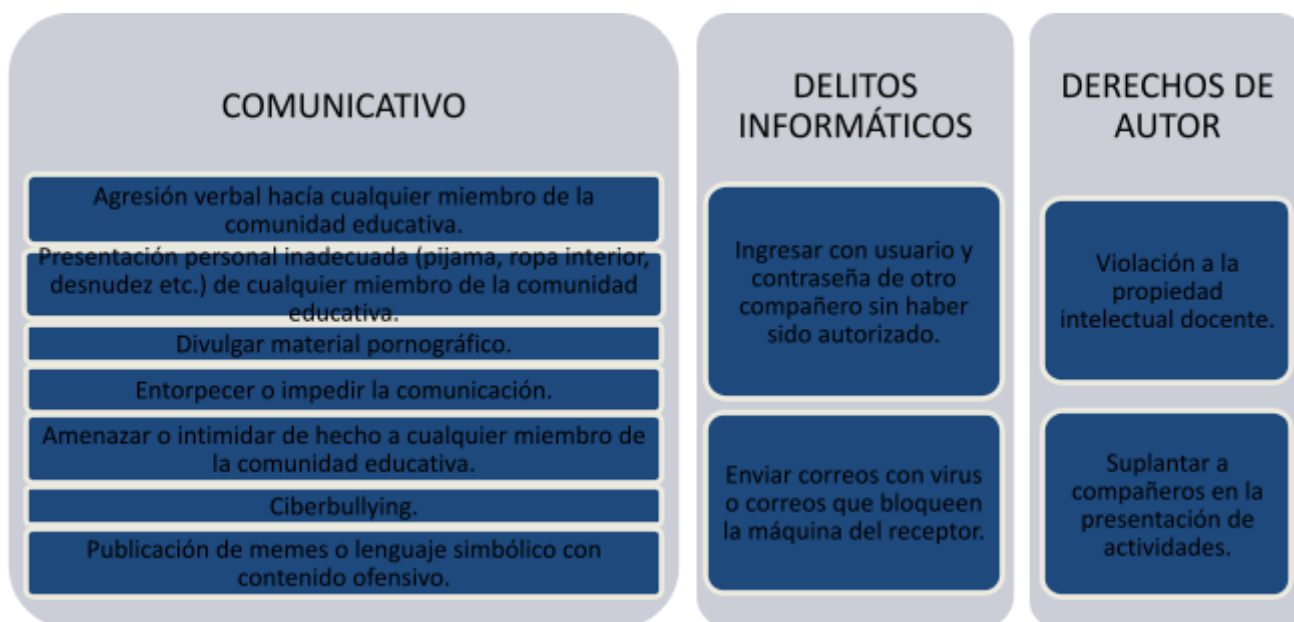 COMUNICATIVO
Agresión verbal hacía cualquier miembro de la
comunidad educativa.
Presentación personal inadecuada (pijama, ropa interior,
desnudez etc.) de cualquier miembro de la comunidad
educativa.
Divulgar material pornográfico.
Entorpecer o impedir la comunicación.
Amenazar o intimidar de hecho a cualquier miembro de
la comunidad educativa.
Ciberbullying.
Publicación de memes o lenguaje simbólico con
contenido ofensivo.
DELITOS
INFORMÁTICOS
Ingresar con usuario y
contraseña de otro
compañero sin haber
sido autorizado.
Enviar correos con virus
o correos que bloqueen
la máquina del receptor.
DERECHOS DE
AUTOR
Violación a la
propiedad
intelectual docente.
Suplantar a
compañeros en la
presentación de
actividades.